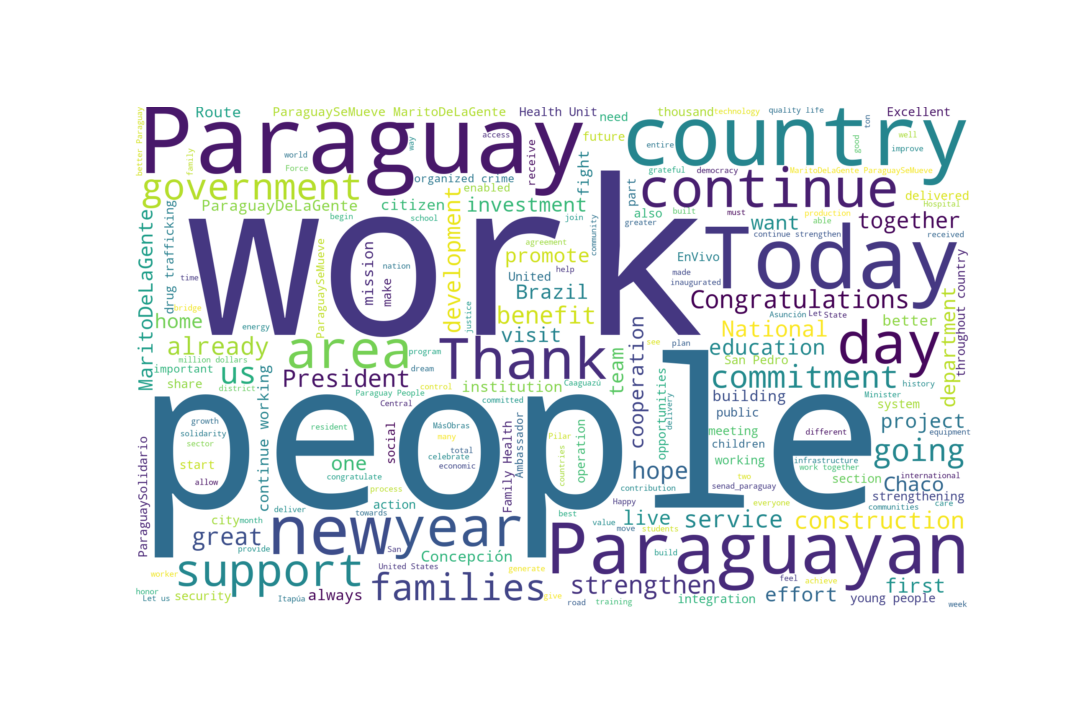 better Paraguay
family
Paraguay
Route
ParaguaySeMueve MaritoDeLaGente
Health Unit
need
thousand
technology
quality life
ton
Excellent
country
access
way
receive
future
entire
good
well
improve
world
Force
organized crime
fight
grateful
democracy
MaritoDeLaGente ParaguaySeMueve
government
ParaguayDeLaGente
citizen
enabled
investment
part
continue
delivered
Hospital
begin
school
join
also
built
must
production
able
together
MaritoDeLaGente
drug trafficking
work
community
greater
want
continue strengthen
received
Today
time
nation
mission
make
ParaguaySeMueve
development
agreement
promote
help
United
Brazil
EnVivo
made
inaugurated
Congratulations
throughout country
bridge
energy
justice
benefit
Asunción
Let
State
home
already
area
visit
National
better
day
department
million dollars
program
Thank
team
see
plan
education
important
share
us
dream
President
control
institution
Caaguazú
cooperation
opportunities
delivery
San Pedro
commitment
history
Minister
district
Paraguay People
Central
committed
building
system
people
growth
solidarity
sector
resident
MásObras
many
total
celebrate
economic
social
Family Health
Ambassador
Pilar
countries
operation
public
meeting
children
working
different
project
equipment
going
ParaguaySolidario
start
allow
continue working
one
congratulate
process
action
hope
infrastructure
work together
section
international
two
senad_paraguay
Chaco
strengthening
everyone
communities
care
contribution
Happy
deliver
towards
city
month
great
provide
newyear
San
Concepción
best
value
move
students
live service
construction
build
Paraguayan
worker
support
United States
generate
families
strengthen
feel
achieve
effort
first
honor
Let us
security
Itapúa
always
give
road
training
integration
young people
week